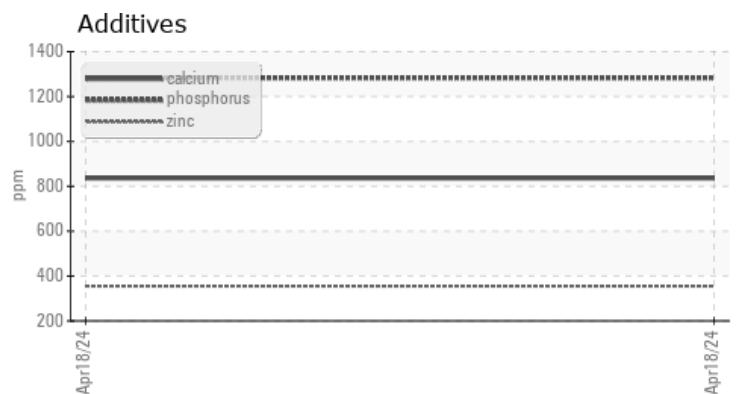 Additives
1400
1200
1000
800
600
400
200
ppm
calcium
phosphorus
zinc
Apr18/24
Apr18/24